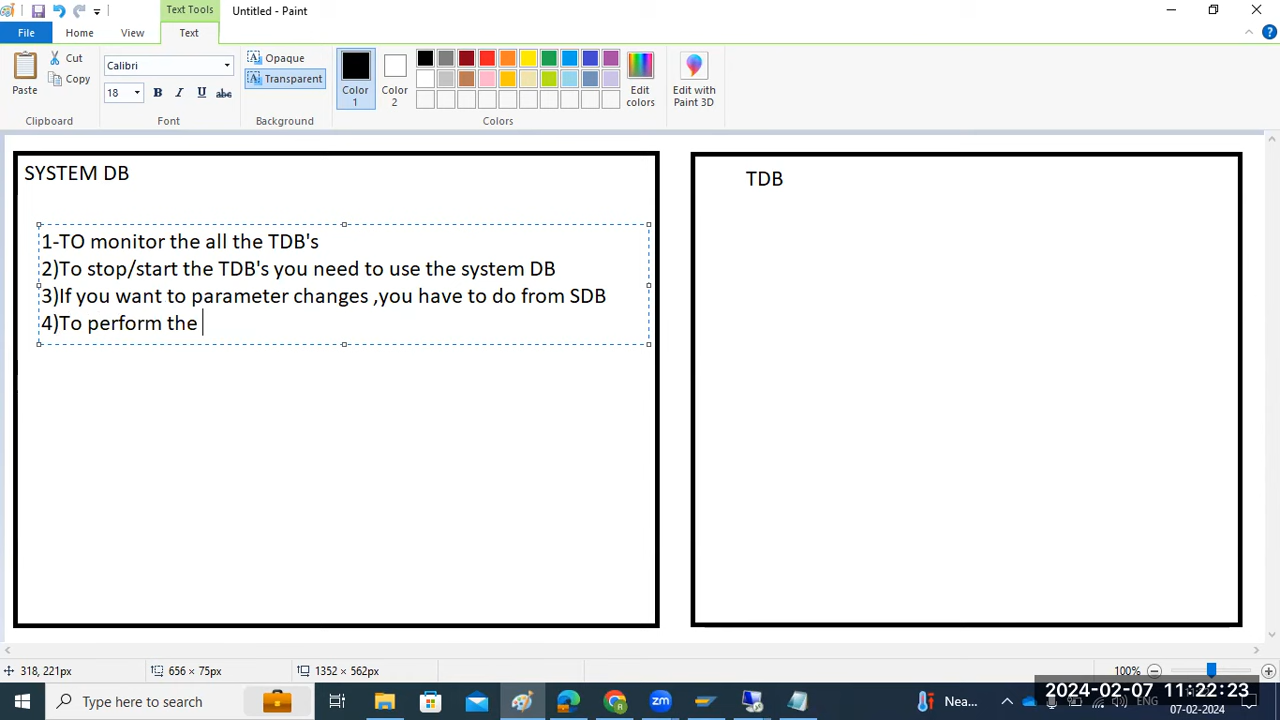 Text Tools
Untitled - Paint
File
Home
View
Text
Paste
Cut
Copy
Clipboard
Calibri
18
B I U abc
Font
Opaque
Transparent
Background
Color 1
Color 2
Edit colors
Colors
Edit with Paint 3D
SYSTEM DB
1-TO monitor the all the TDB's
2)To stop/start the TDB's you need to use the system DB
3)If you want to parameter changes ,you have to do from SDB
4)To perform the
TDB
318, 221px
656 × 75px
1352 × 562px
100%
Type here to search
Nea...
ENG
2024-02-07 11:22:23
07-02-2024